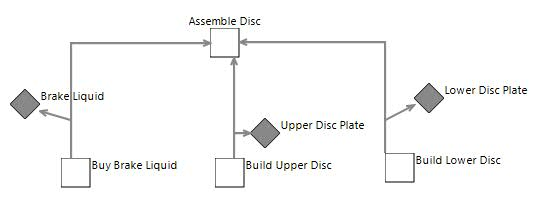 Assemble Disc
Brake Liquid
Lower Disc Plate
Upper Disc Plate
Buy Brake Liquid
Build Upper Disc
Build Lower Disc